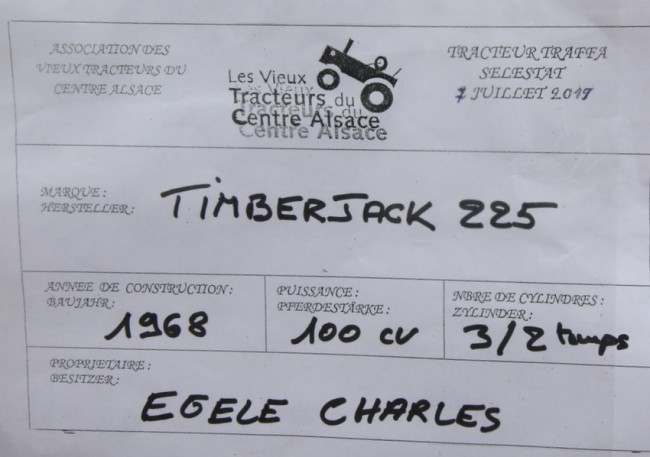 ASSOCIATION DES
VIEUX TRACTEURS DU
CENTRE ALSACE
Les Vieux
Tracteurs du
Centre Alsace
TRACTEUR TRAFFA
SELESTAT
7 JUILLET 2017
MARQUE :
HERSTELLER :
TIMBERJACK 225
ANNEE DE CONSTRUCTION :
BAUJAHR :
1968
PUISSANCE :
PFERDESTÄRKE :
100 CV
NBRE DE CYLINDRES :
ZYLINDER :
3/2 temps
PROPRIETAIRE :
BESITZER :
EGELE CHARLES